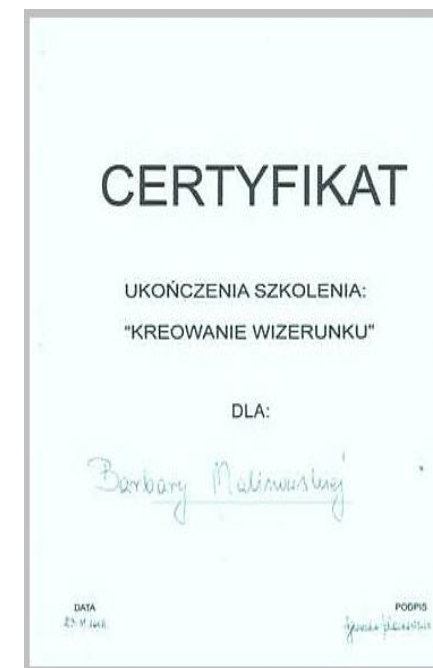 CERTYFIKAT
UKOŃCZENIA SZKOLENIA:
"KREOWANIE WIZERUNKU"
DLA:
Barbary Malinowskiej
DATA
PODPIS